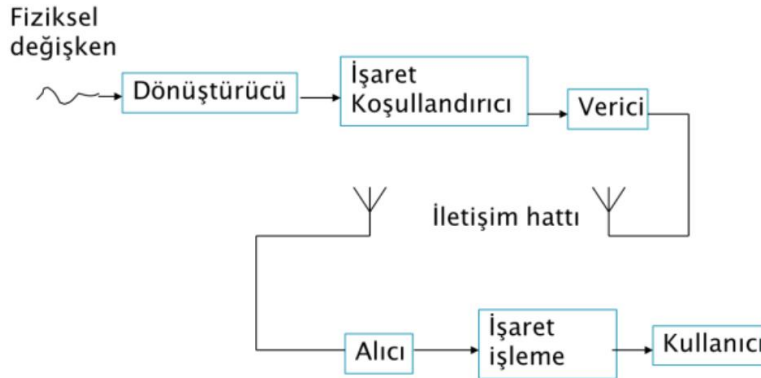 Fiziksel
değişken
Dönüştürücü
İşaret
Koşullandırıcı
Verici
İletişim hattı
Alıcı
İşaret
işleme
Kullanıcı